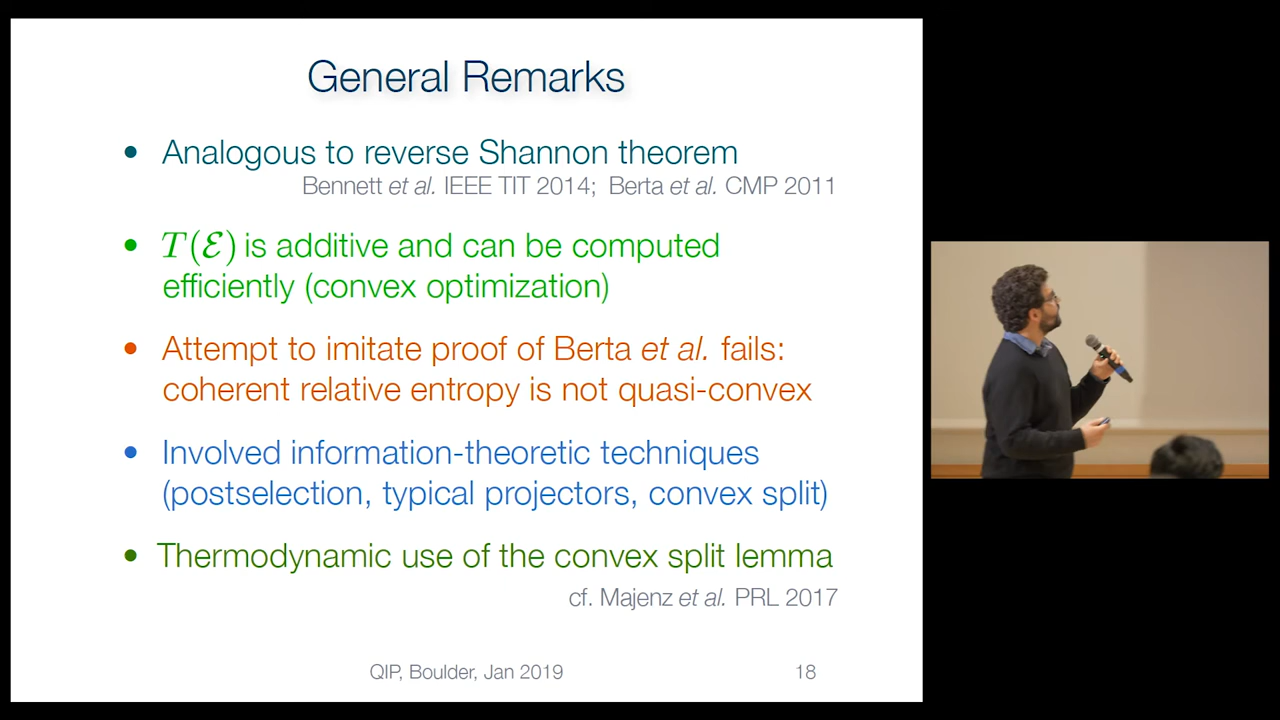 General Remarks
• Analogous to reverse Shannon theorem
Bennett et al. IEEE TIT 2014; Berta et al. CMP 2011
• T(ℰ) is additive and can be computed
efficiently (convex optimization)
• Attempt to imitate proof of Berta et al. fails:
coherent relative entropy is not quasi-convex
• Involved information-theoretic techniques
(postselection, typical projectors, convex split)
• Thermodynamic use of the convex split lemma
cf. Majenz et al. PRL 2017
QIP, Boulder, Jan 2019
18